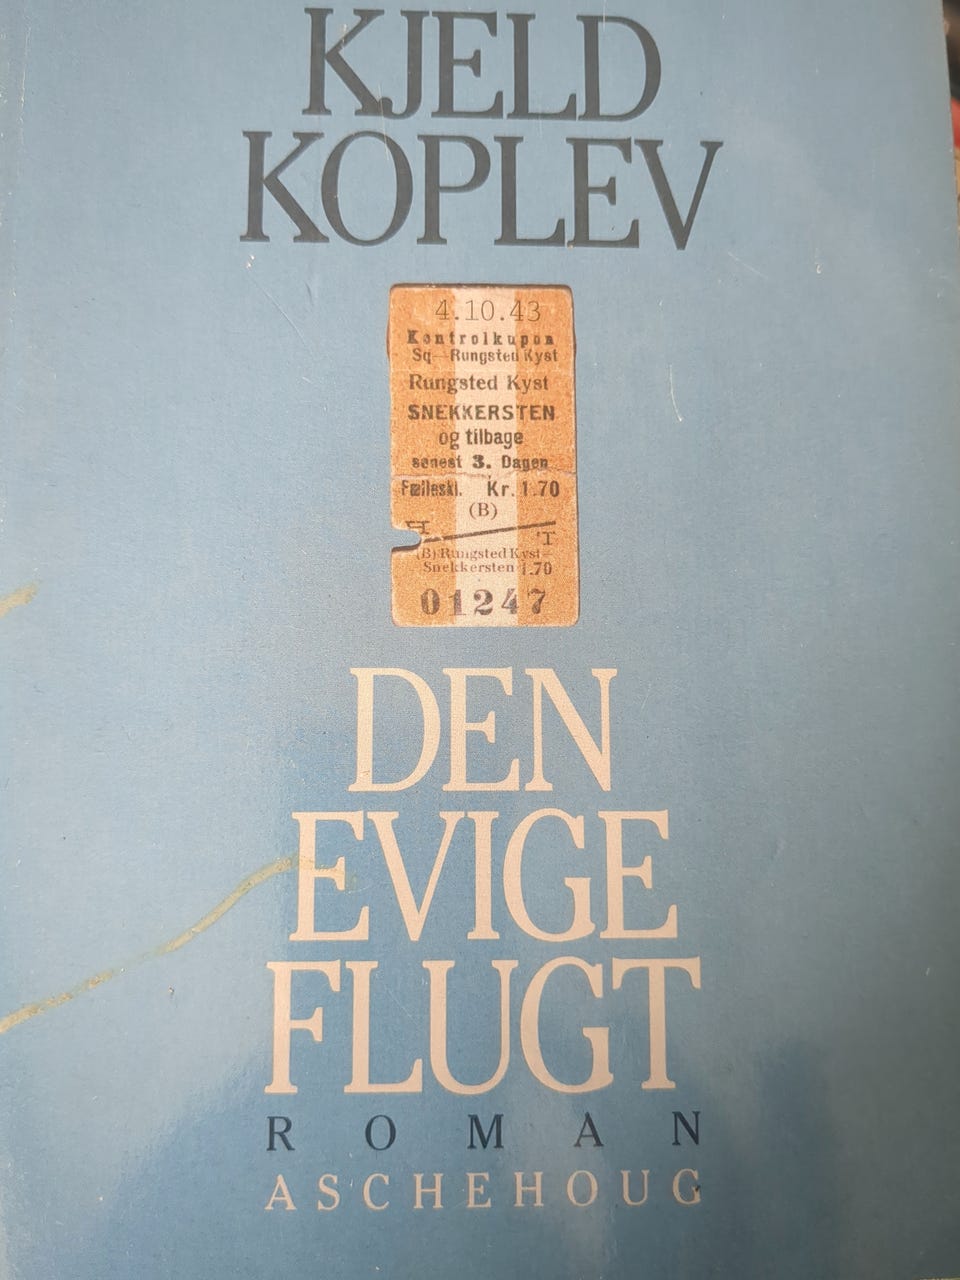 KJELD
KOPLEV
4.10.43
Kontrolkupon
Sq—Rungsted Kyst
Rungsted Kyst
SNEKKERSTEN
og tilbage
senest 3. Dagen
Fælleskl. Kr. 1.70
(B)
H T
(B) Rungsted Kyst—
Snekkersten 1.70
01247
DEN
EVIGE
FLUGT
ROMAN
ASCHEHOUG